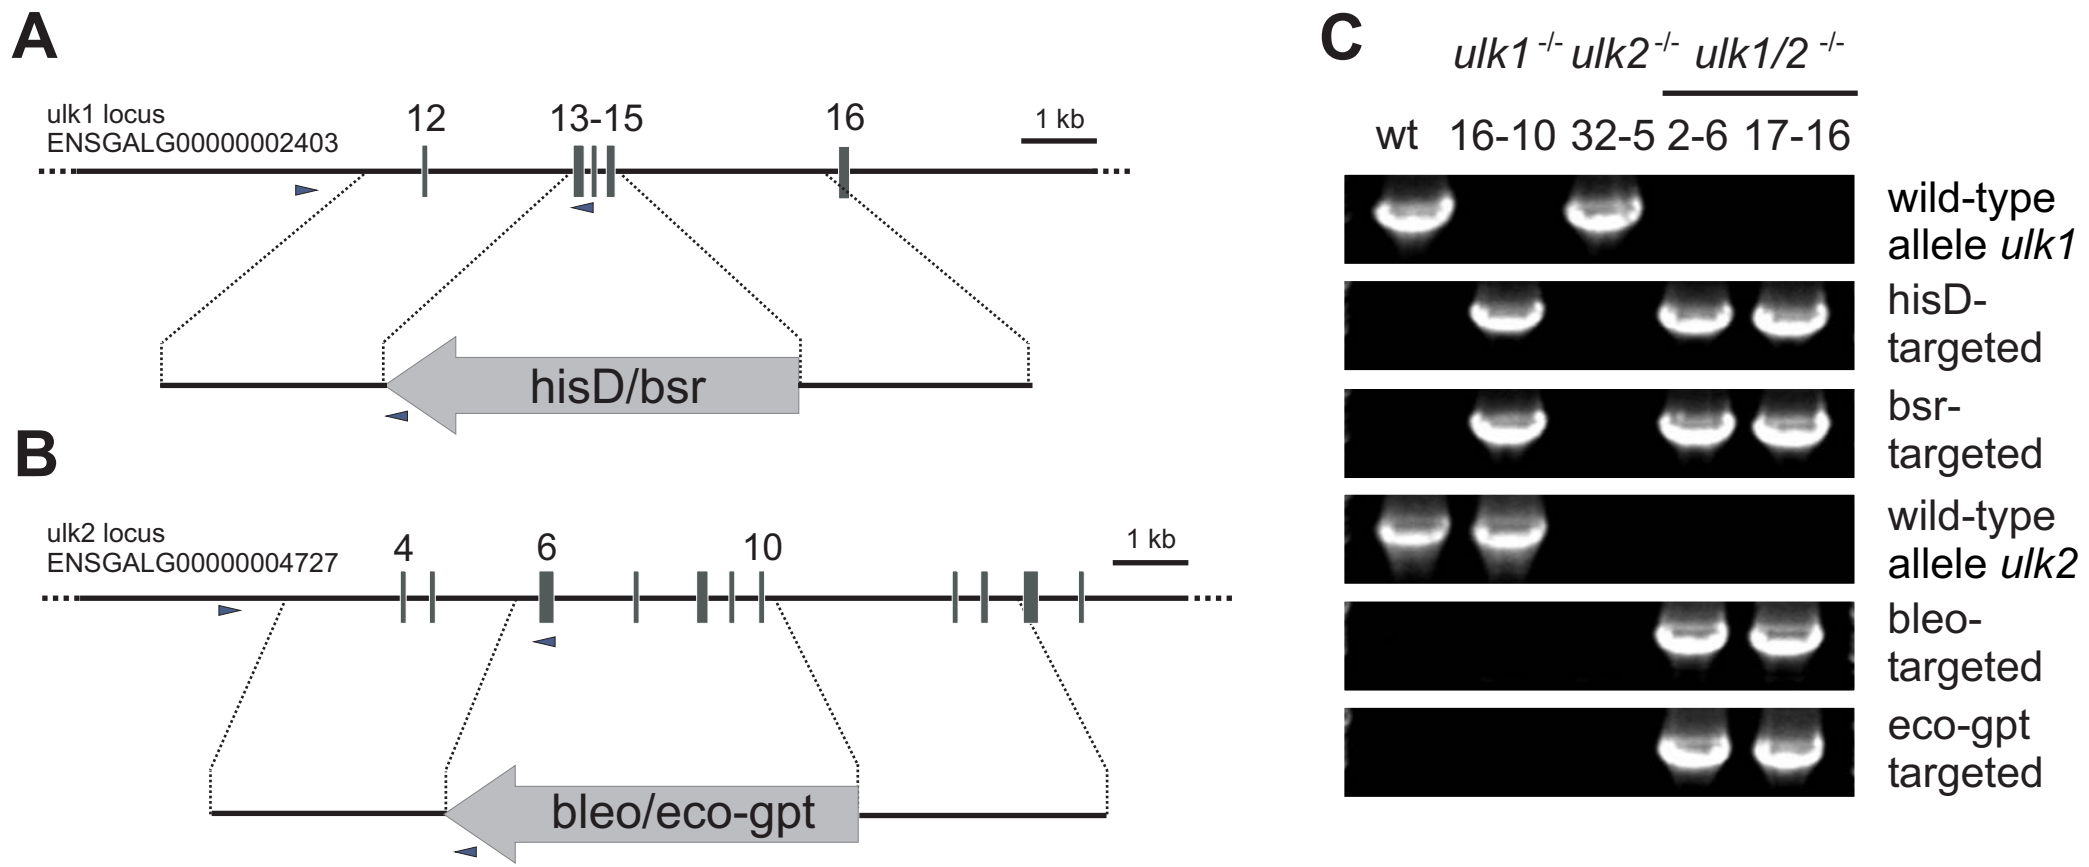 A
ulk1 locus
ENSGALG00000002403
12
13-15
16
1 kb
hisD/bsr
B
ulk2 locus
ENSGALG00000004727
4
6
10
1 kb
bleo/eco-gpt
C
ulk1 -/- ulk2 -/- ulk1/2 -/-
wt 16-10 32-5 2-6 17-16
wild-type
allele ulk1
hisD-
targeted
bsr-
targeted
wild-type
allele ulk2
bleo-
targeted
eco-gpt
targeted